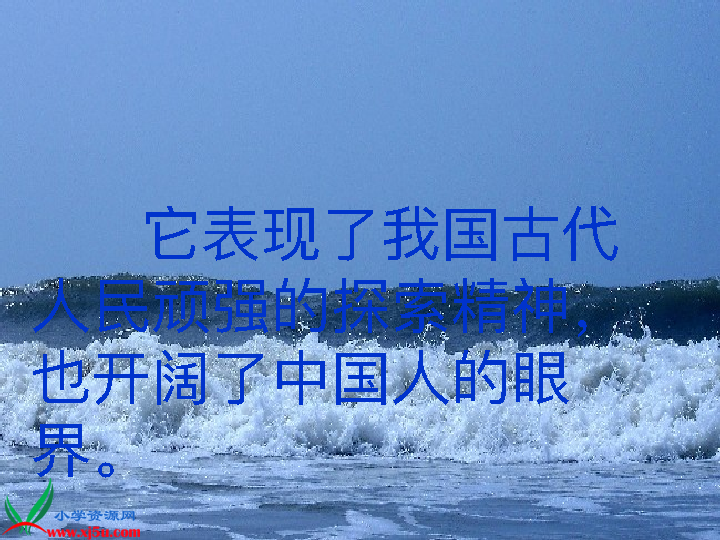 它表现了我国古代
人民顽强的探索精神，
也开阔了中国人的眼
界。
小学资源网
www.xj5u.com